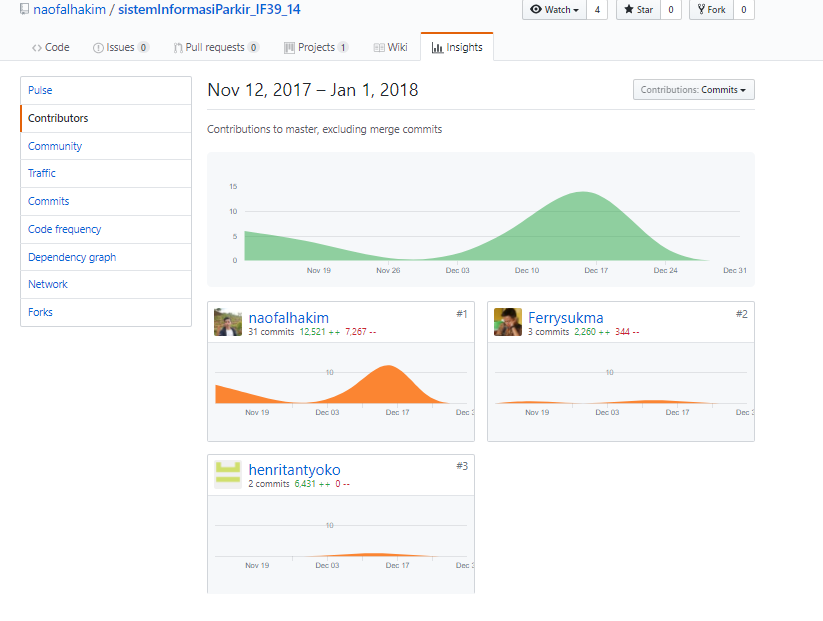 naofalhakim / sistemInformasiParkir_IF39_14
Watch 4 Star 0 Fork 0
Code Issues 0 Pull requests 0 Projects 1 Wiki Insights
Pulse
Contributors
Community
Traffic
Commits
Code frequency
Dependency graph
Network
Forks
Nov 12, 2017 – Jan 1, 2018
Contributions: Commits
Contributions to master, excluding merge commits
15
10
5
0
Nov 19 Nov 26 Dec 03 Dec 10 Dec 17 Dec 24 Dec 31
naofalhakim #1
31 commits 12,521 ++ 7,267 --
10
Nov 19 Dec 03 Dec 17 Dec
Ferrysukma #2
3 commits 2,260 ++ 344 --
10
Nov 19 Dec 03 Dec 17 Dec
henritantyoko #3
2 commits 6,431 ++ 0 --
10
Nov 19 Dec 03 Dec 17 Dec